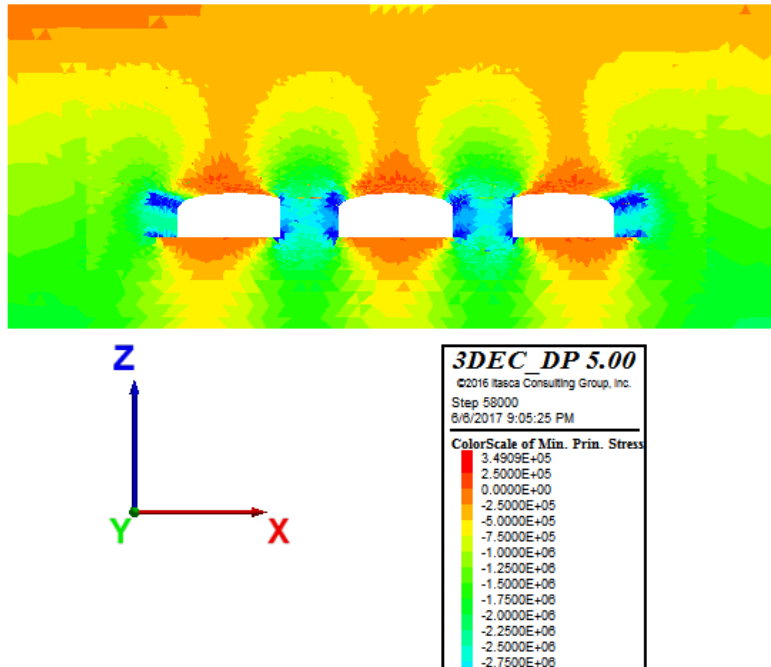 Z
Y
X
3DEC_DP 5.00
©2016 Itasca Consulting Group, Inc.
Step 58000
6/6/2017 9:05:25 PM
ColorScale of Min. Prin. Stress
3.4909E+05
2.5000E+05
0.0000E+00
-2.5000E+05
-5.0000E+05
-7.5000E+05
-1.0000E+06
-1.2500E+06
-1.5000E+06
-1.7500E+06
-2.0000E+06
-2.2500E+06
-2.5000E+06
-2.7500E+06